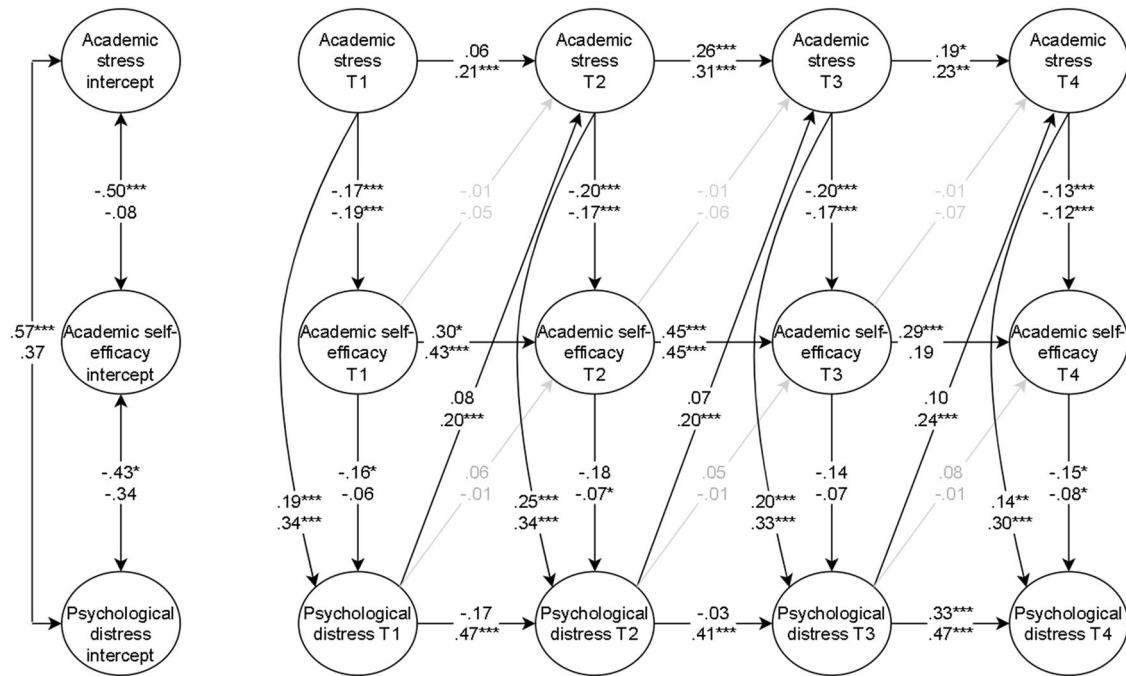 Academic
stress
intercept
Academic
stress
T1
.06
.21***
Academic
stress
T2
.26***
.31***
Academic
stress
T3
.19*
.23**
Academic
stress
T4
-.50***
-.08
-.17***
-.19***
-.01
-.05
-.20***
-.17***
-.01
-.06
-.20***
-.17***
-.01
-.07
-.13***
-.12***
.57***
.37
Academic self-
efficacy
intercept
Academic self-
efficacy
T1
.30*
.43***
Academic self-
efficacy
T2
.45***
.45***
Academic self-
efficacy
T3
.29***
.19
Academic self-
efficacy
T4
.08
.20***
.07
.20***
.10
.24***
-.43*
-.34
-.16*
-.06
.06
-.01
-.18
-.07*
.05
-.01
-.14
-.07
.08
-.01
-.15*
-.08*
.19***
.34***
.25***
.34***
.20***
.33***
.14**
.30***
Psychological
distress
intercept
Psychological
distress T1
-.17
.47***
Psychological
distress T2
-.03
.41***
Psychological
distress T3
.33***
.47***
Psychological
distress T4